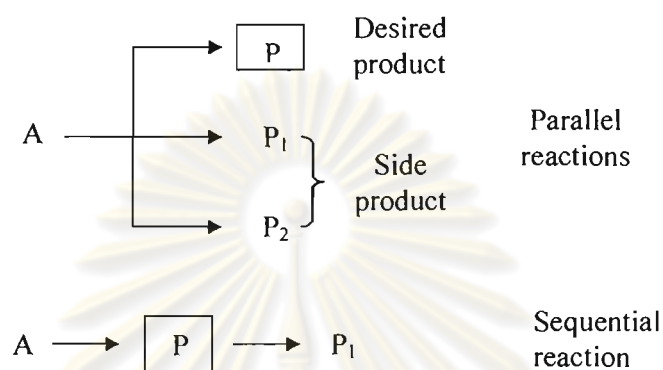 P
Desired
product
A
P₁
Parallel
reactions
Side
product
P₂
A
P
P₁
Sequential
reaction